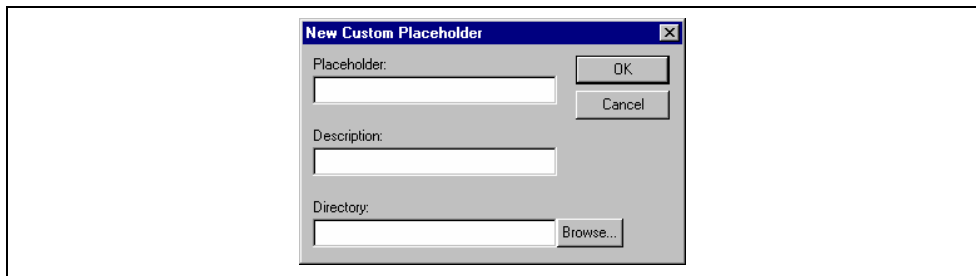 New Custom Placeholder
Placeholder:
OK
Cancel
Description:
Directory:
Browse...